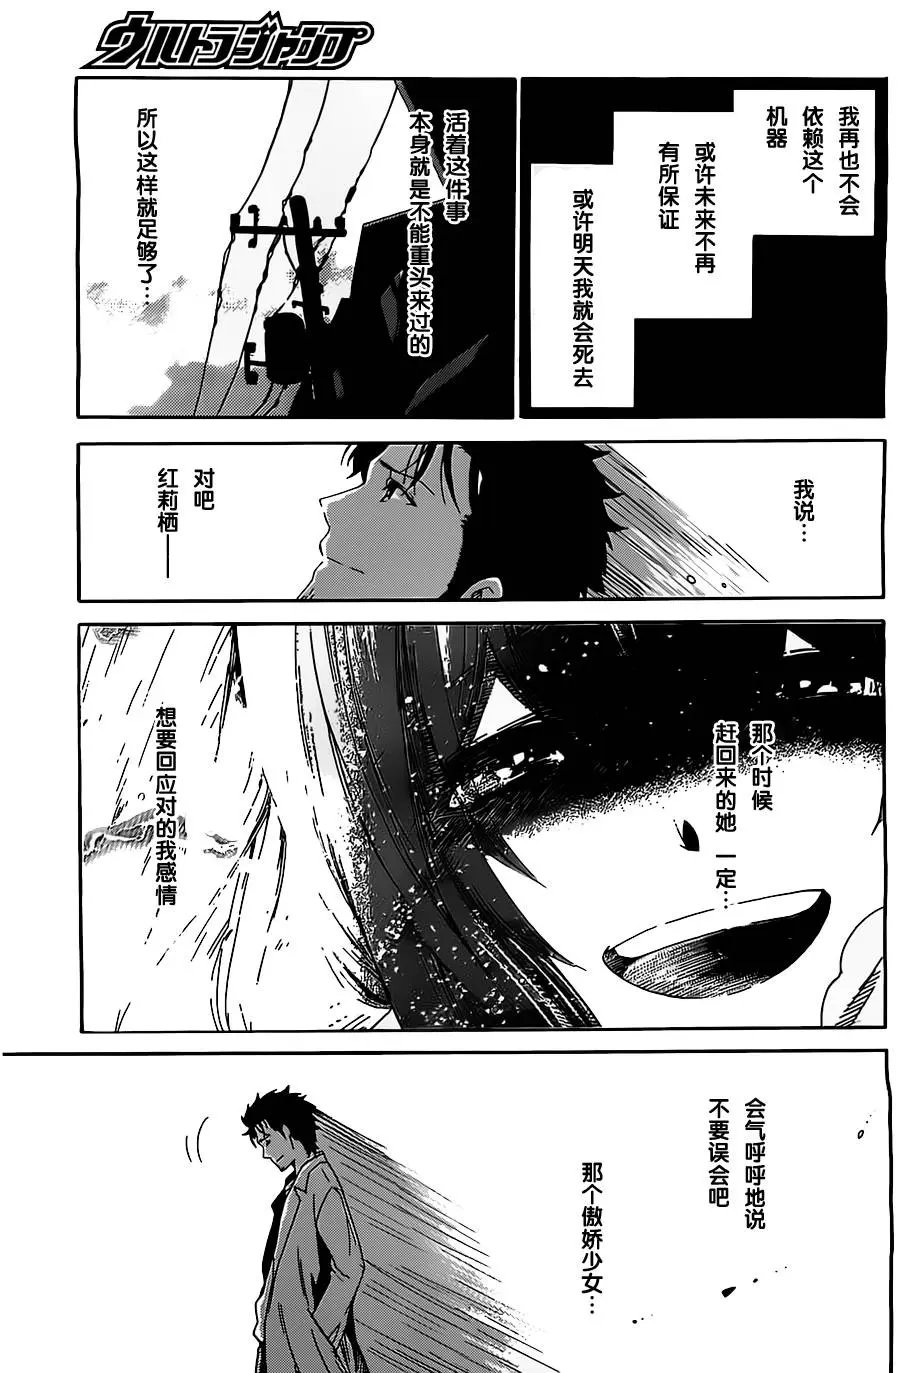 ウルトラジャンプ
我再也不会
依赖这个
机器
或许未来不再
有所保证
或许明天我就会死去
活着这件事
本身就是不能重头来过的
所以这样就足够了…
我说…
对吧
红莉栖——
那个时候
赶回来的她 一定…
想要回应对的我感情
会气呼呼地说
不要误会吧
那个傲娇少女…